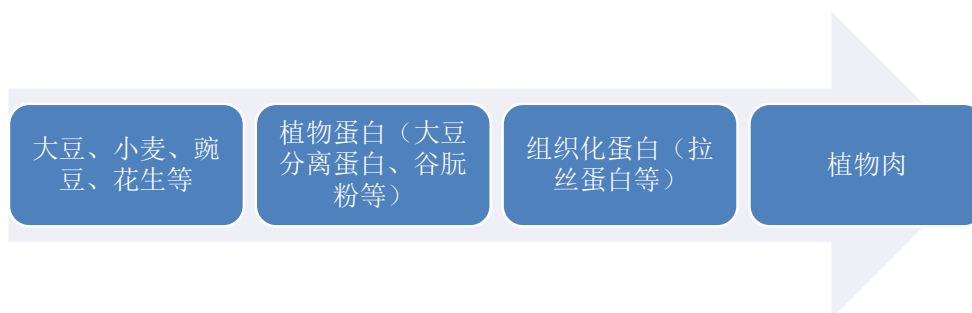 大豆、小麦、豌
豆、花生等
植物蛋白（大豆
分离蛋白、谷朊
粉等）
组织化蛋白（拉
丝蛋白等）
植物肉